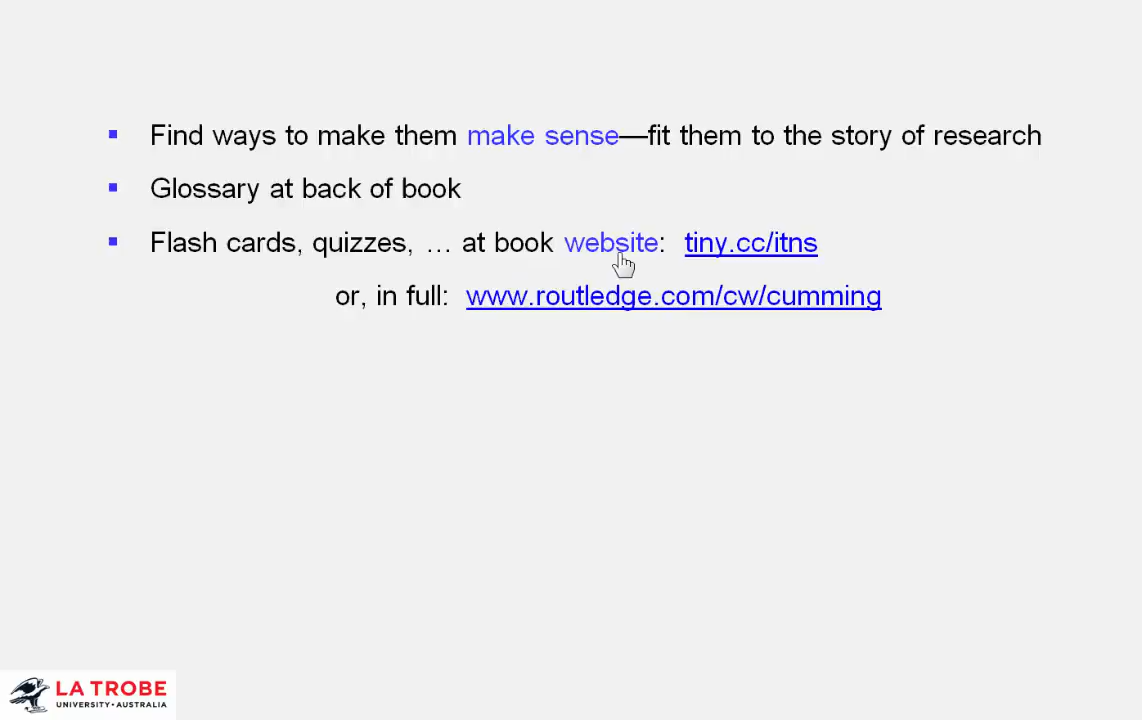 ▪ Find ways to make them make sense—fit them to the story of research
▪ Glossary at back of book
▪ Flash cards, quizzes, … at book website: tiny.cc/itns
or, in full: www.routledge.com/cw/cumming
LA TROBE
UNIVERSITY • AUSTRALIA